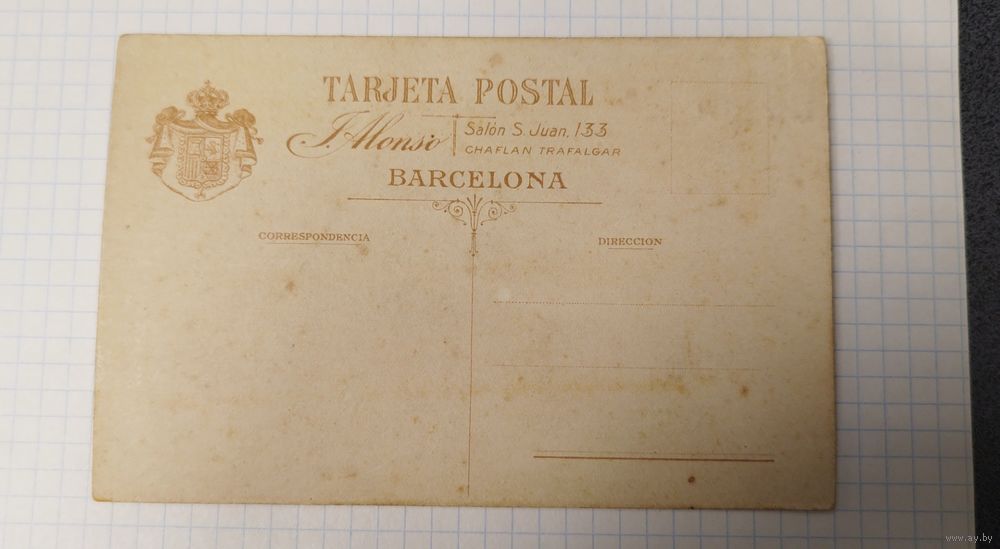 TARJETA POSTAL
J. Alonso
Salón S. Juan, 133
CHAFLAN TRAFALGAR
BARCELONA
CORRESPONDENCIA
DIRECCION
www.ay.by